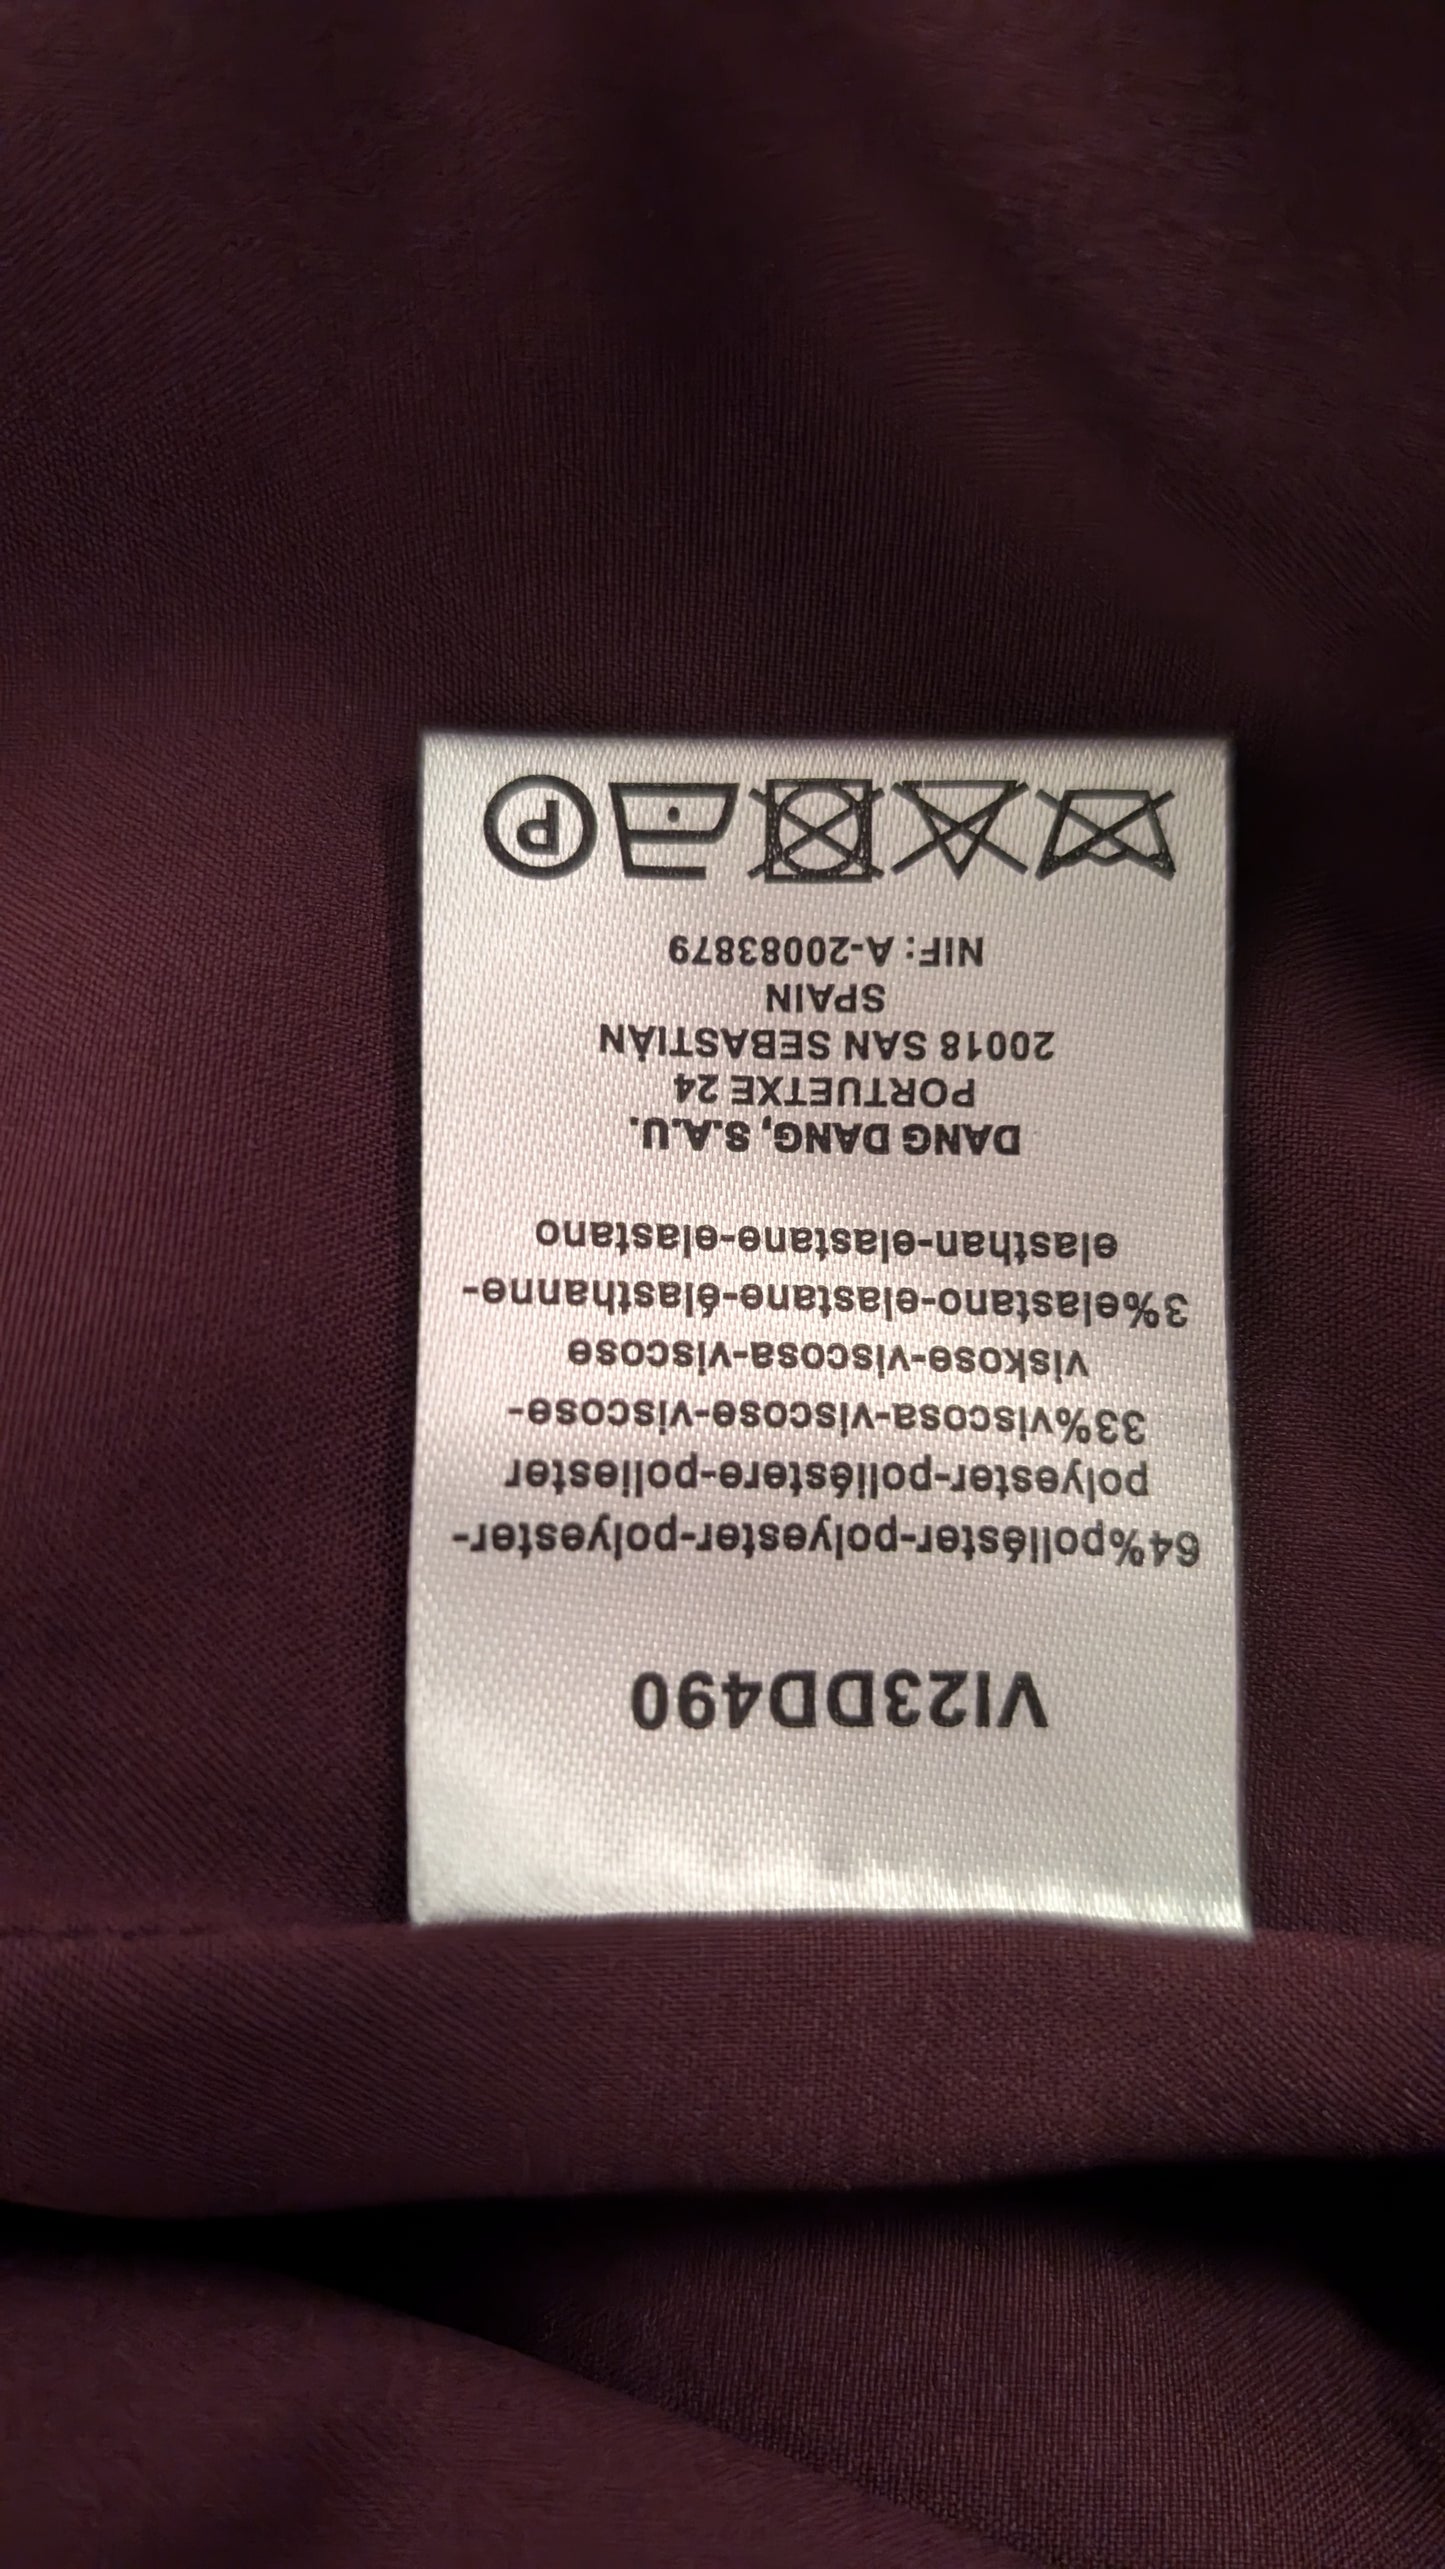 VI23DD490
64%poliéster-polyester-polyester-
polyester-poliéstere-poliester
33%viscosa-viscose-viscose-
viskose-viscosa-viscose
3%elastano-elastane-élasthanne-
elasthan-elastane-elastano
DANG DANG, S.A.U.
PORTUETXE 24
20018 SAN SEBASTIÁN
SPAIN
NIF: A-20083879
P